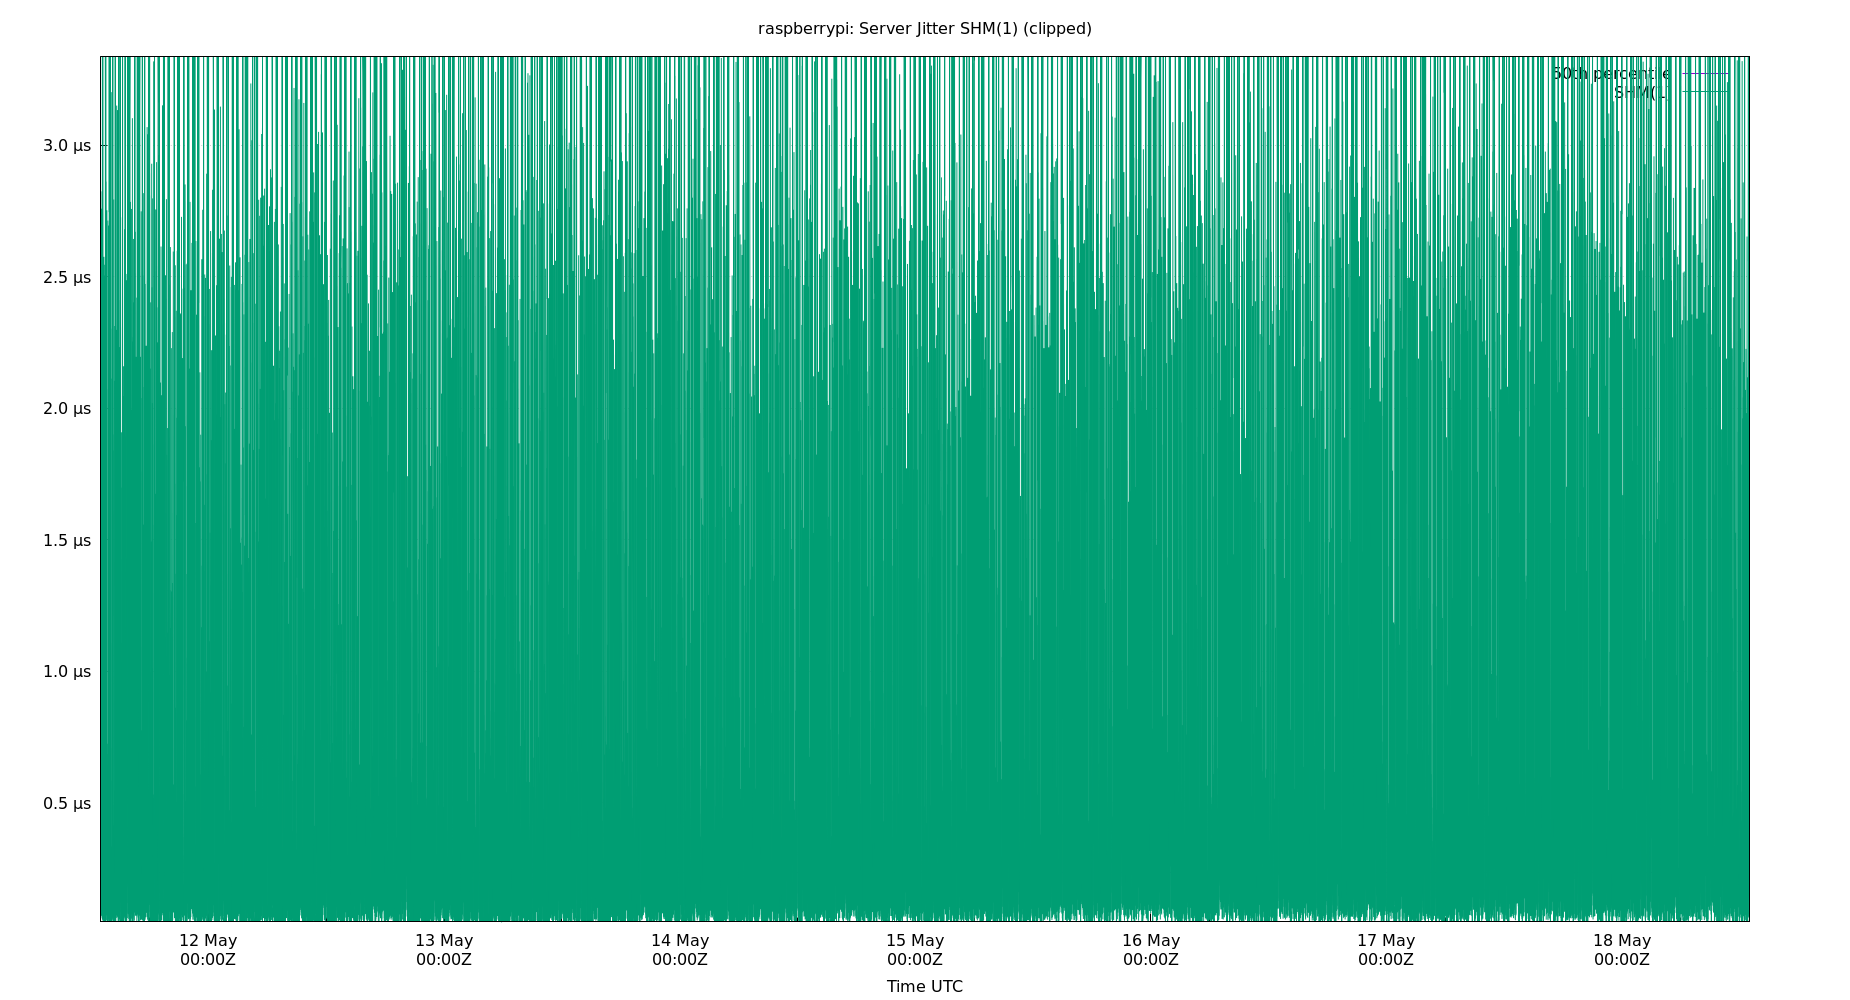 raspberrypi: Server Jitter SHM(1) (clipped)
50th percentile
SHM(1)
3.0 µs
2.5 µs
2.0 µs
1.5 µs
1.0 µs
0.5 µs
12 May 13 May 14 May 15 May 16 May 17 May 18 May
00:00Z 00:00Z 00:00Z 00:00Z 00:00Z 00:00Z 00:00Z
Time UTC